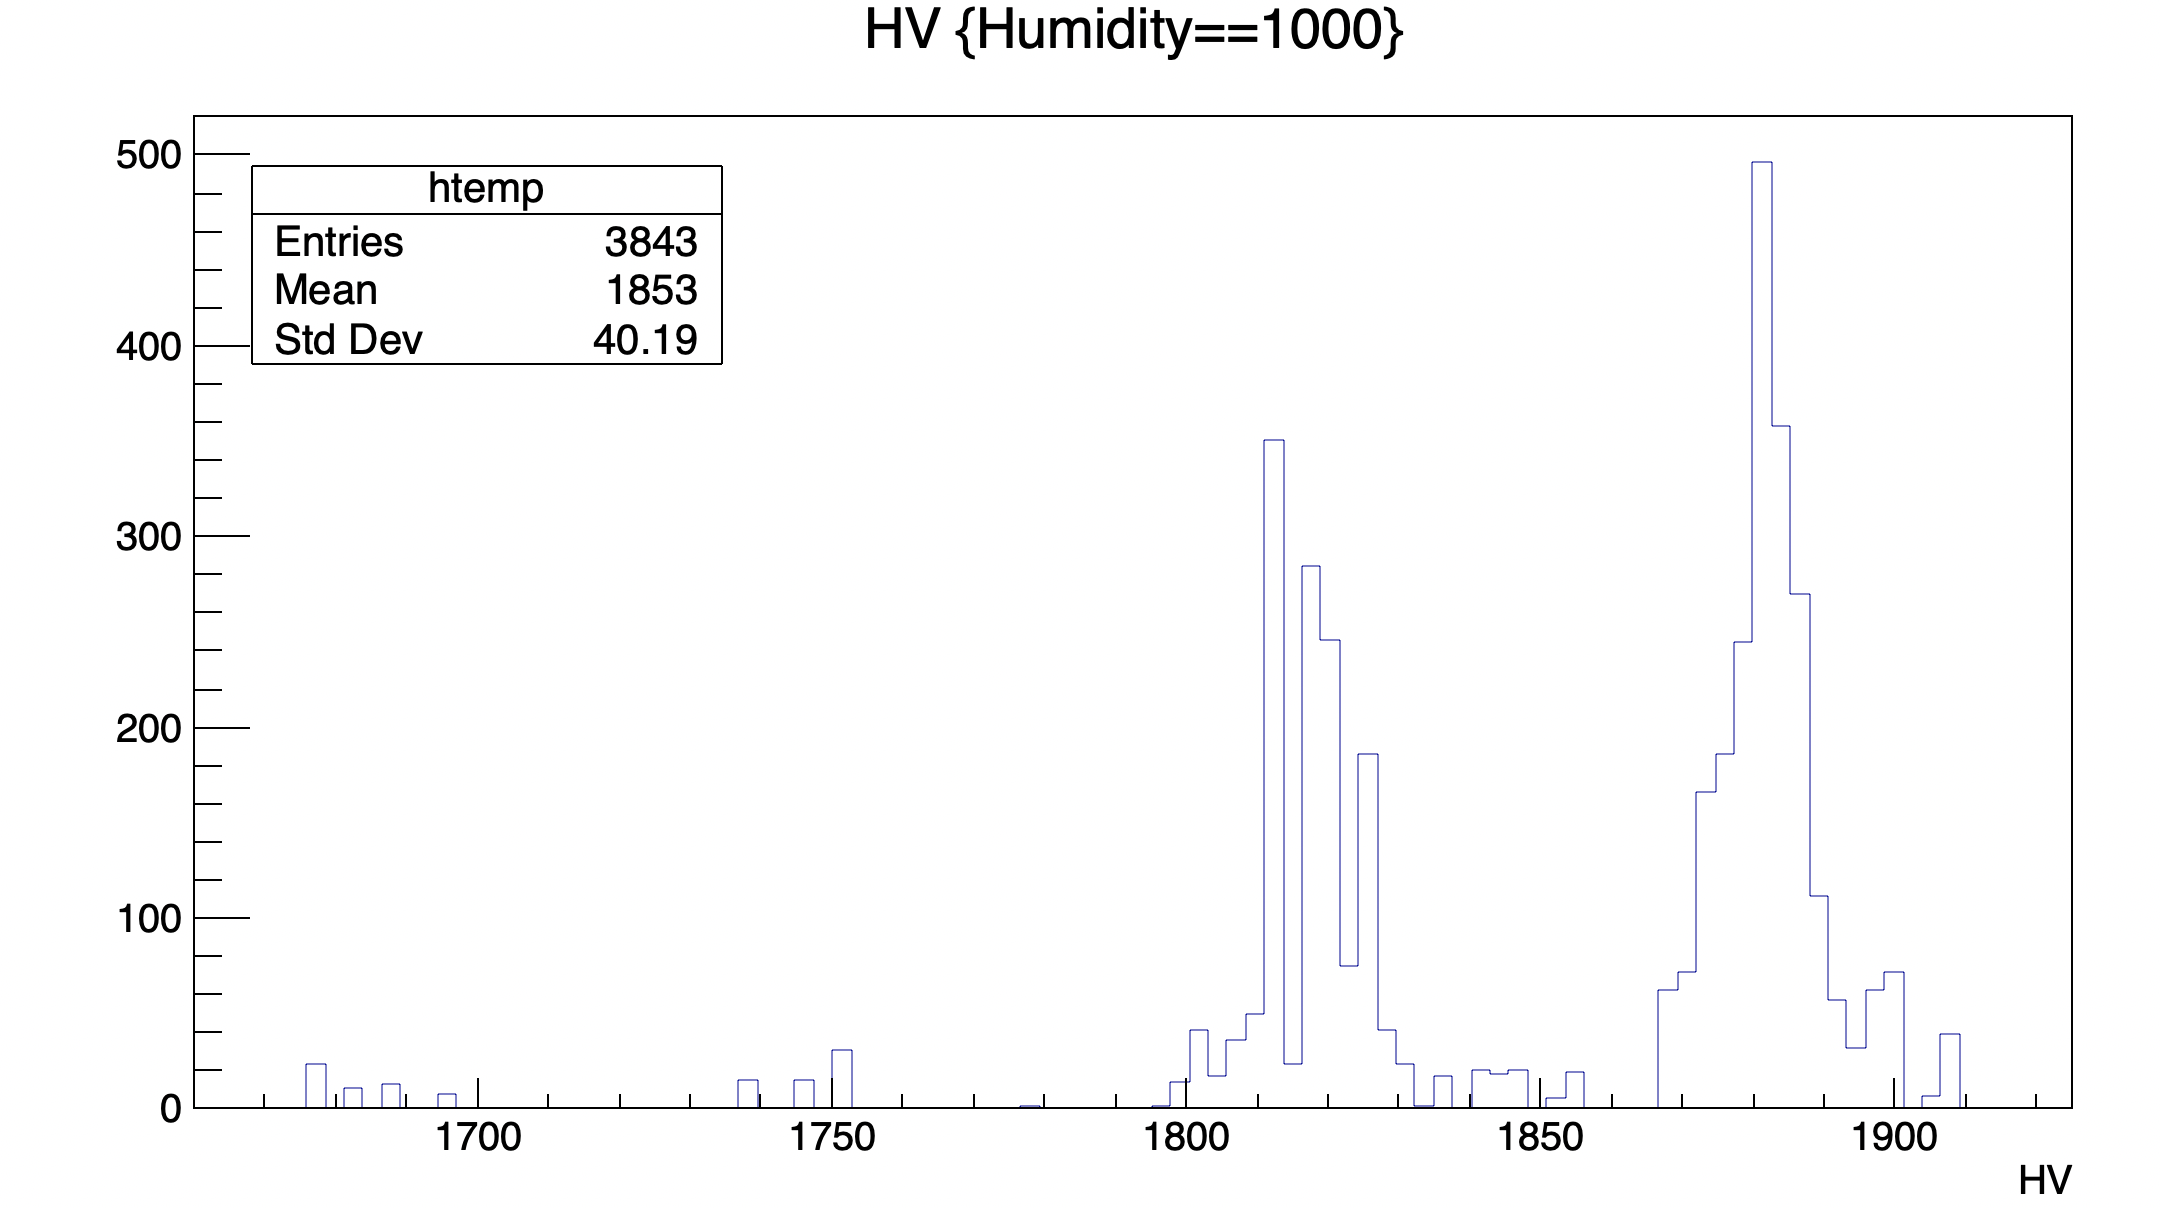 HV {Humidity==1000}
htemp
Entries 3843
Mean 1853
Std Dev 40.19
500
400
300
200
100
0
1700 1750 1800 1850 1900
HV